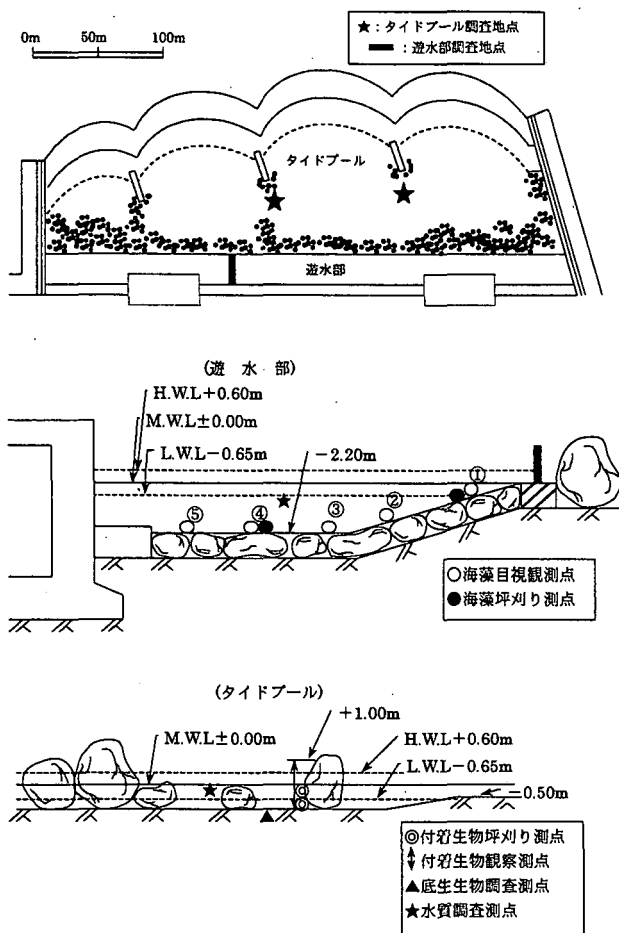 0m 50m 100m
★：タイドプール調査地点
▬：遊水部調査地点
タイドプール
遊水部
(遊 水 部)
H.W.L+0.60m
M.W.L±0.00m
L.W.L−0.65m
−2.20m
①
②
③
④
⑤
○海藻目視観測点
●海藻坪刈り測点
(タイドプール)
+1.00m
M.W.L±0.00m
H.W.L+0.60m
L.W.L−0.65m
−0.50m
◎付着生物坪刈り測点
↕付着生物観察測点
▲底生生物調査測点
★水質調査測点